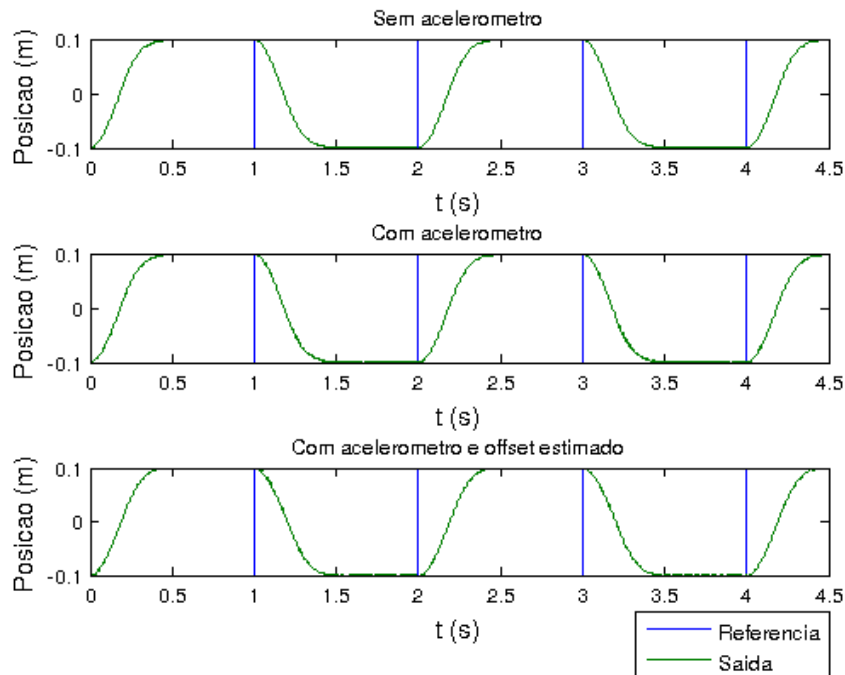 Sem acelerometro
Posicao (m)
0.1
0
-0.1
0 0.5 1 1.5 2 2.5 3 3.5 4 4.5
t (s)
Com acelerometro
Posicao (m)
0.1
0
-0.1
0 0.5 1 1.5 2 2.5 3 3.5 4 4.5
t (s)
Com acelerometro e offset estimado
Posicao (m)
0.1
0
-0.1
0 0.5 1 1.5 2 2.5 3 3.5 4 4.5
t (s)
Referencia
Saida